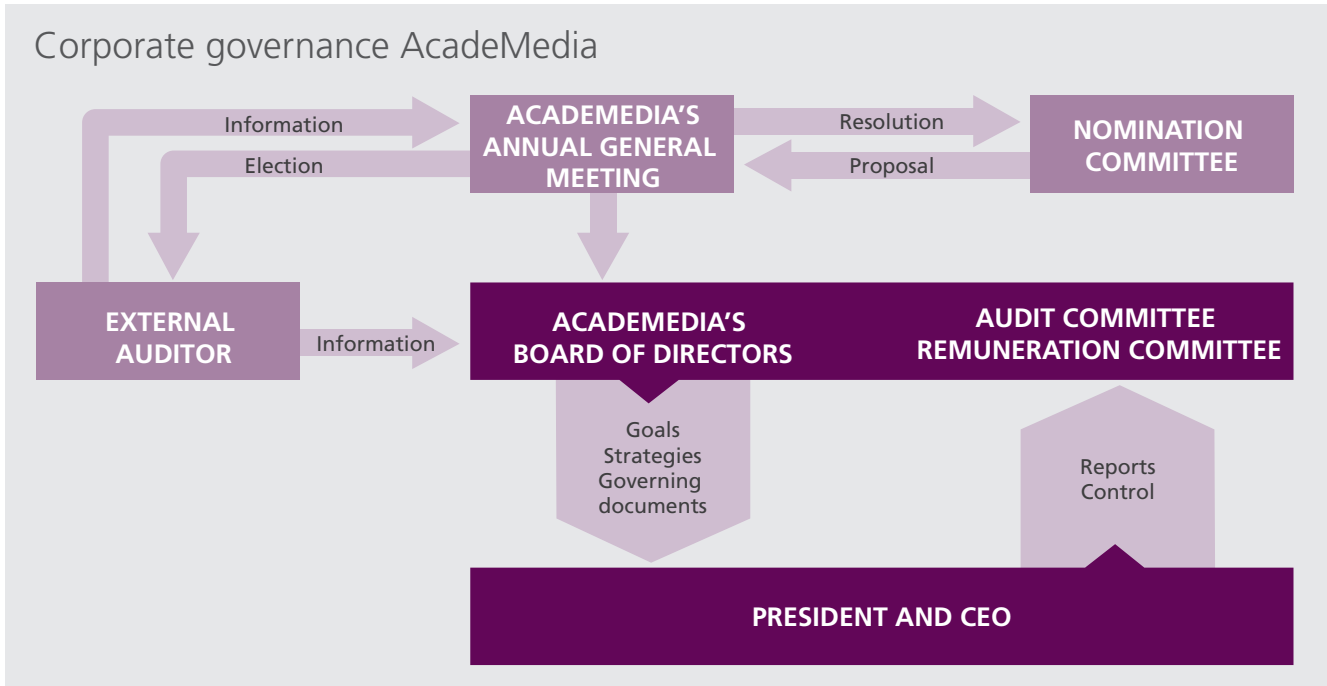 Corporate governance AcadeMedia
Information
Election
ACADEMEDIA’S
ANNUAL GENERAL
MEETING
Resolution
Proposal
NOMINATION
COMMITTEE
EXTERNAL
AUDITOR
Information
ACADEMEDIA’S
BOARD OF DIRECTORS
AUDIT COMMITTEE
REMUNERATION COMMITTEE
Goals
Strategies
Governing
documents
Reports
Control
PRESIDENT AND CEO